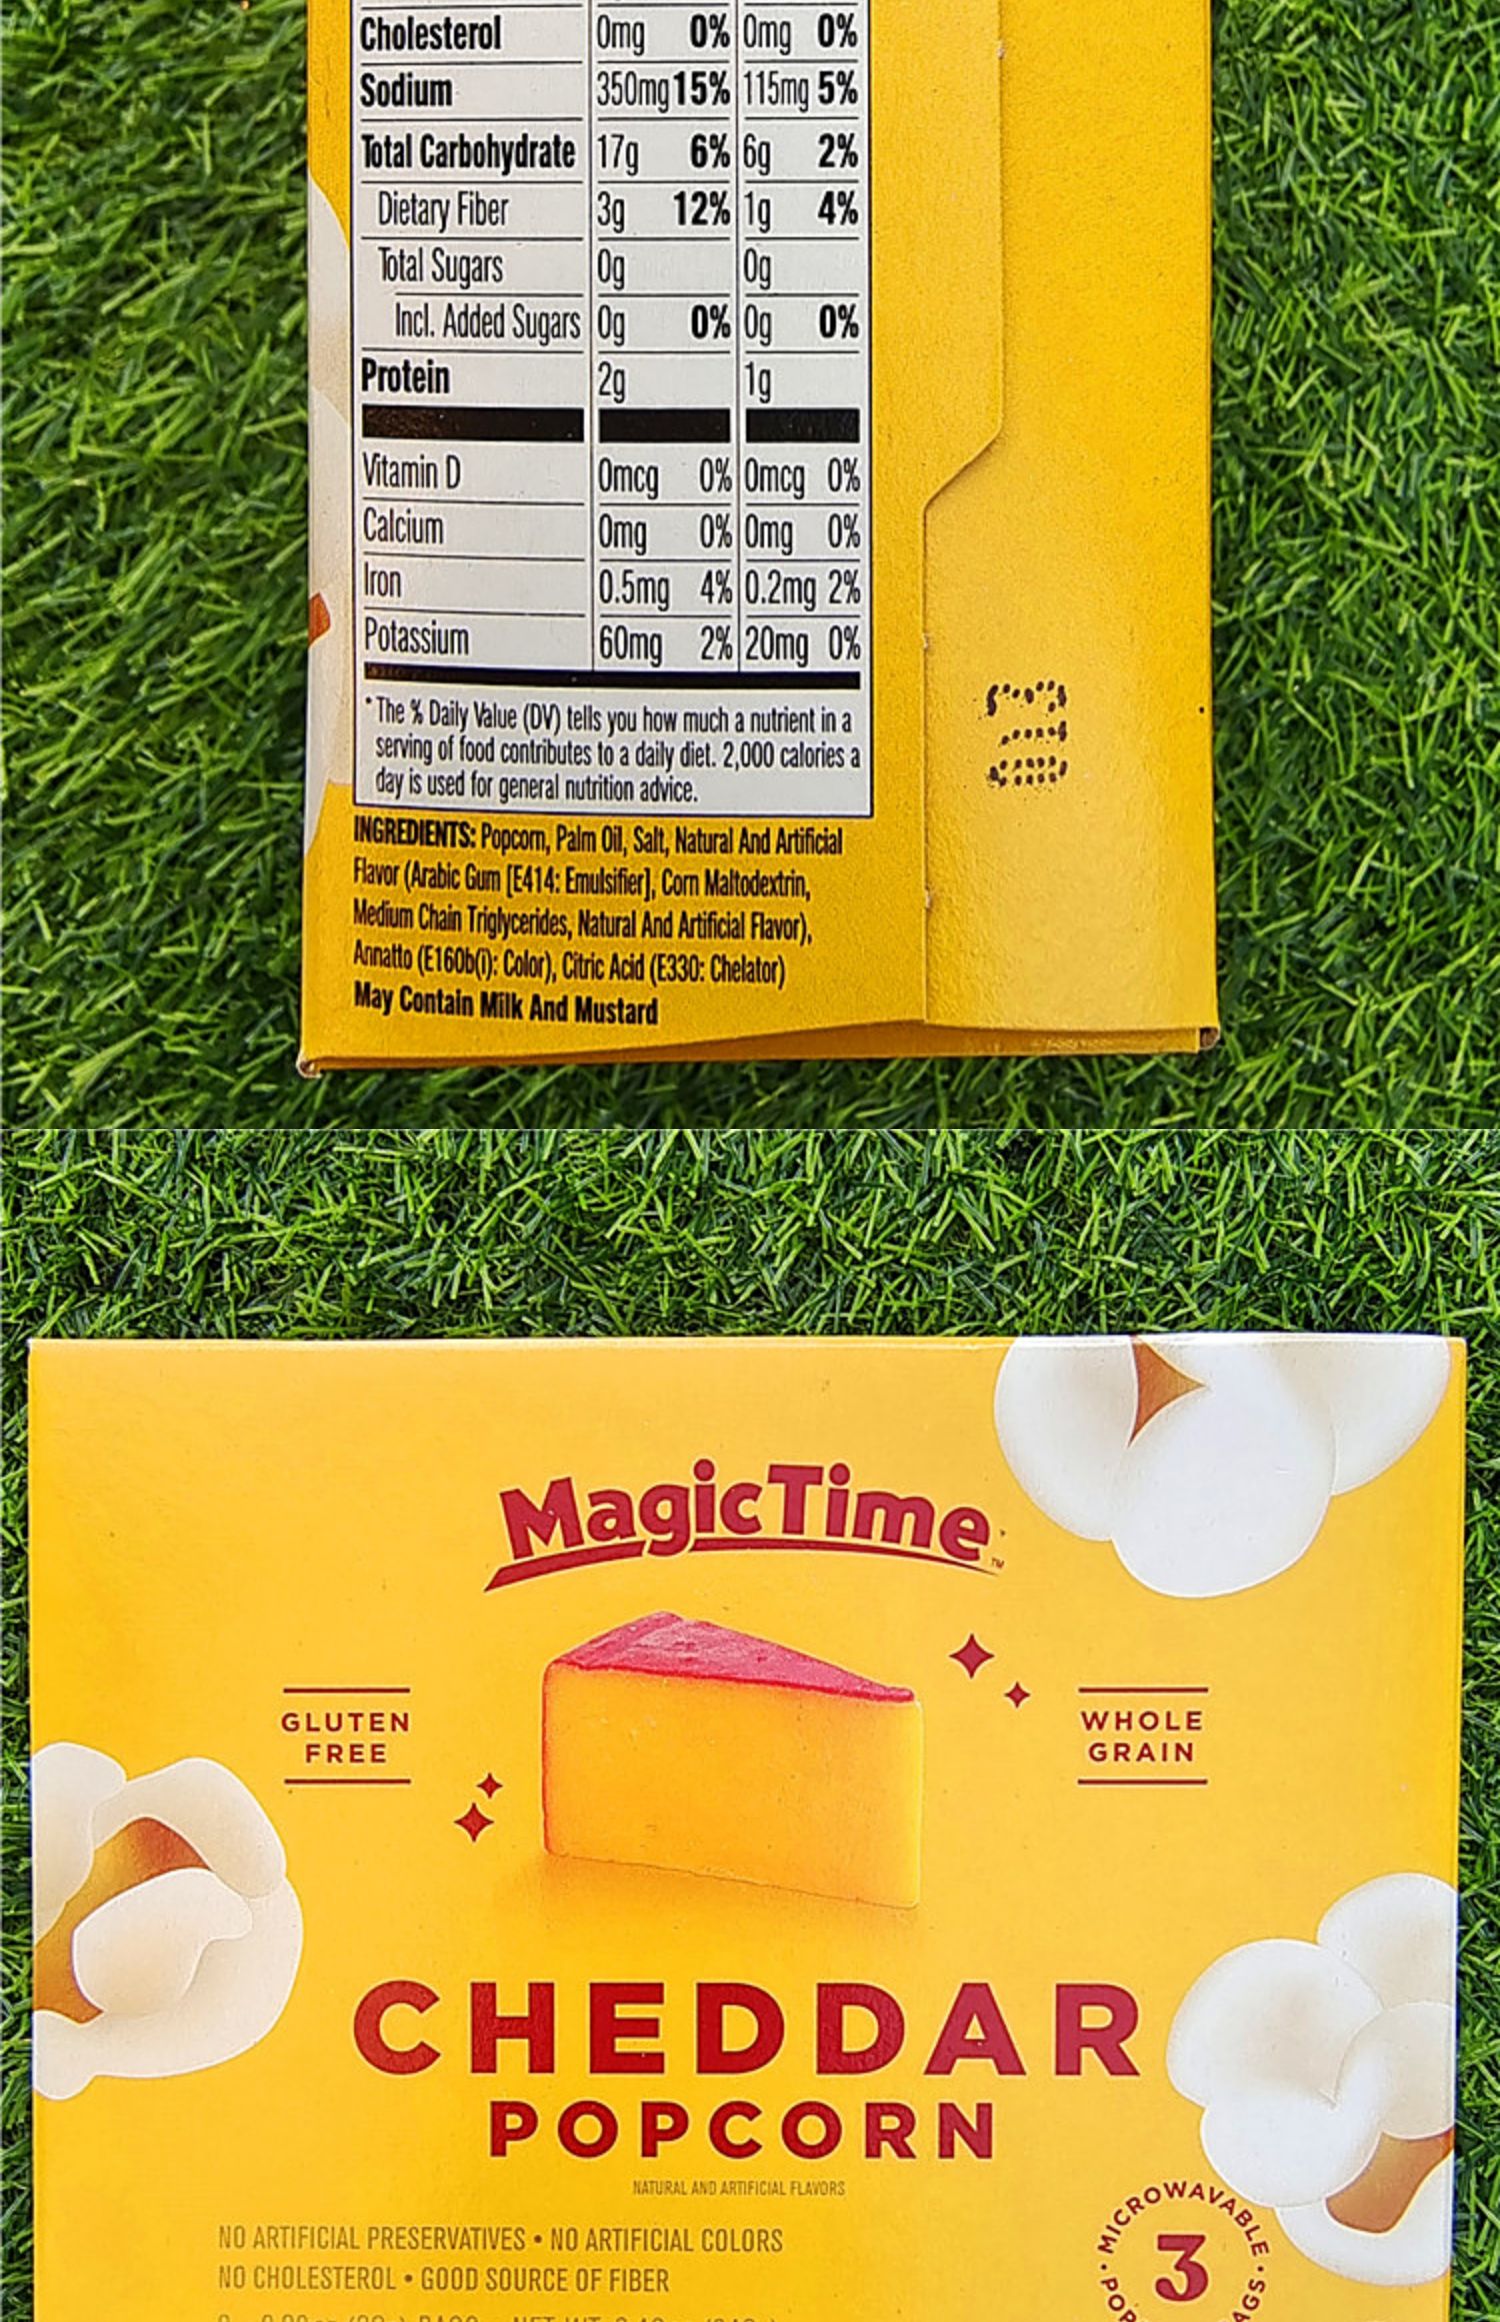 Cholesterol 0mg 0% 0mg 0%
Sodium 350mg 15% 115mg 5%
Total Carbohydrate 17g 6% 6g 2%
Dietary Fiber 3g 12% 1g 4%
Total Sugars 0g 0g
Incl. Added Sugars 0g 0% 0g 0%
Protein 2g 1g
Vitamin D 0mcg 0% 0mcg 0%
Calcium 0mg 0% 0mg 0%
Iron 0.5mg 4% 0.2mg 2%
Potassium 60mg 2% 20mg 0%
* The % Daily Value (DV) tells you how much a nutrient in a
serving of food contributes to a daily diet. 2,000 calories a
day is used for general nutrition advice.
INGREDIENTS: Popcorn, Palm Oil, Salt, Natural And Artificial
Flavor (Arabic Gum [E414: Emulsifier], Corn Maltodextrin,
Medium Chain Triglycerides, Natural And Artificial Flavor),
Annatto (E160b(i): Color), Citric Acid (E330: Chelator)
May Contain Milk And Mustard
MagicTime™
GLUTEN
FREE
WHOLE
GRAIN
CHEDDAR
POPCORN
NATURAL AND ARTIFICIAL FLAVORS
NO ARTIFICIAL PRESERVATIVES • NO ARTIFICIAL COLORS
NO CHOLESTEROL • GOOD SOURCE OF FIBER
MICROWAVABLE
3